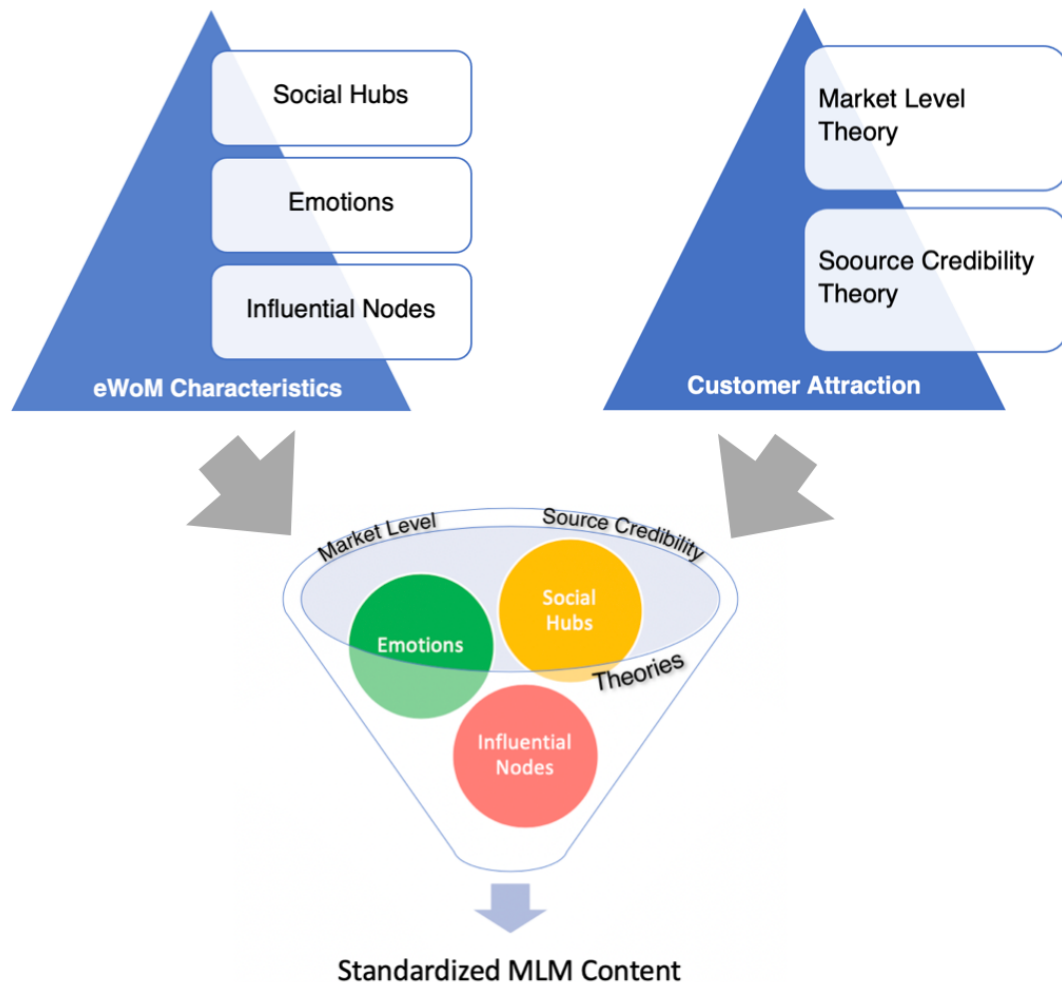 Social Hubs
Emotions
Influential Nodes
eWoM Characteristics
Market Level
Theory
Soource Credibility
Theory
Customer Attraction
Market Level
Source Credibility
Social
Hubs
Emotions
Theories
Influential
Nodes
Standardized MLM Content